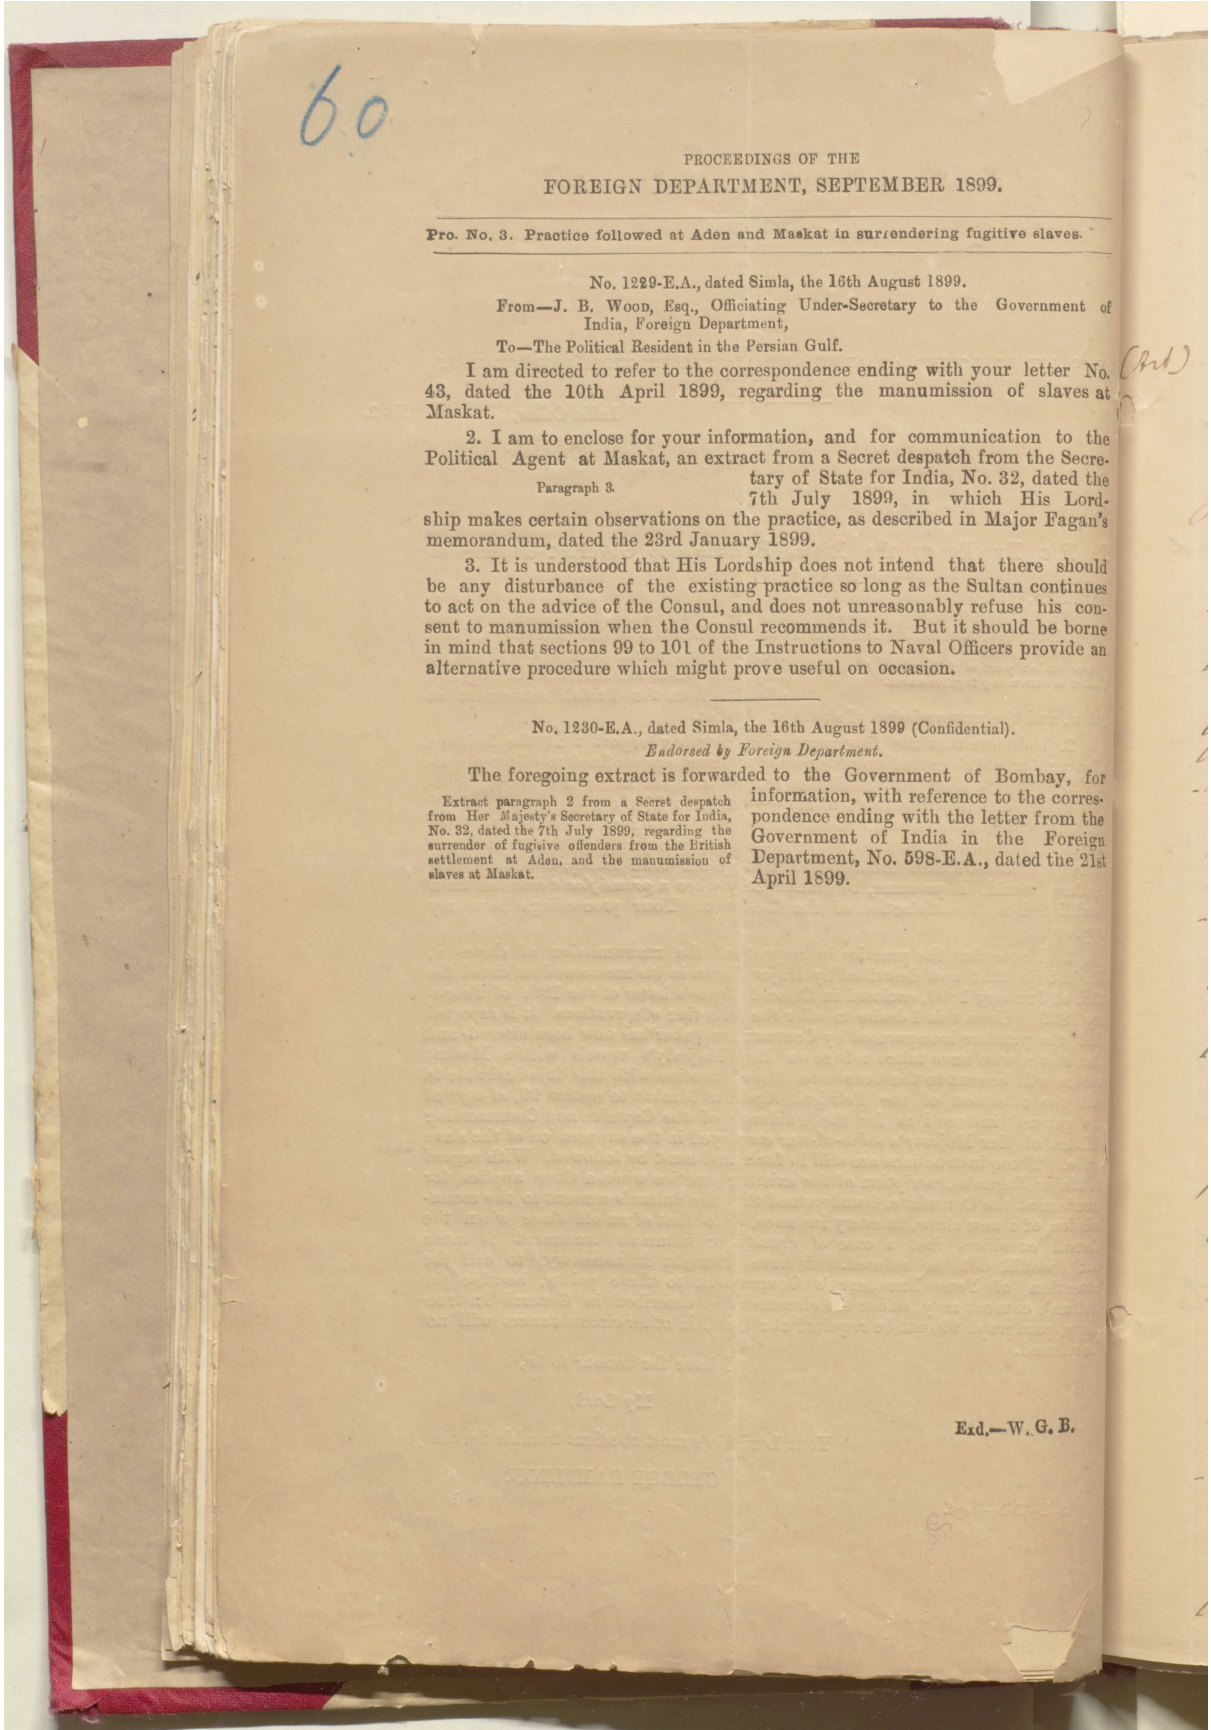 60
PROCEEDINGS OF THE
FOREIGN DEPARTMENT, SEPTEMBER 1899.
Pro. No. 3. Practice followed at Aden and Maskat in surrendering fugitive slaves.
No. 1229-E.A., dated Simla, the 16th August 1899.
From—J. B. WOOD, Esq., Officiating Under-Secretary to the Government of
India, Foreign Department,
To—The Political Resident in the Persian Gulf.
I am directed to refer to the correspondence ending with your letter No.
43, dated the 10th April 1899, regarding the manumission of slaves at
Maskat.
2. I am to enclose for your information, and for communication to the
Political Agent at Maskat, an extract from a Secret despatch from the Secre-
Paragraph 3.
tary of State for India, No. 32, dated the
7th July 1899, in which His Lord-
ship makes certain observations on the practice, as described in Major Fagan's
memorandum, dated the 23rd January 1899.
3. It is understood that His Lordship does not intend that there should
be any disturbance of the existing practice so long as the Sultan continues
to act on the advice of the Consul, and does not unreasonably refuse his con-
sent to manumission when the Consul recommends it. But it should be borne
in mind that sections 99 to 101 of the Instructions to Naval Officers provide an
alternative procedure which might prove useful on occasion.
No. 1230-E.A., dated Simla, the 16th August 1899 (Confidential).
Endorsed by Foreign Department.
The foregoing extract is forwarded to the Government of Bombay, for
Extract paragraph 2 from a Secret despatch
from Her Majesty's Secretary of State for India,
No. 32, dated the 7th July 1899, regarding the
surrender of fugitive offenders from the British
settlement at Aden, and the manumission of
slaves at Maskat.
information, with reference to the corres-
pondence ending with the letter from the
Government of India in the Foreign
Department, No. 598-E.A., dated the 21st
April 1899.
Exd.—W. G. B.